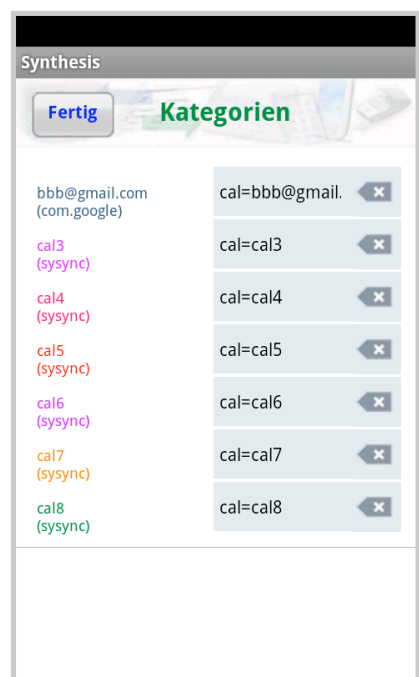 Synthesis
Fertig
Kategorien
bbb@gmail.com
(com.google)
cal=bbb@gmail.
cal3
(sysync)
cal=cal3
cal4
(sysync)
cal=cal4
cal5
(sysync)
cal=cal5
cal6
(sysync)
cal=cal6
cal7
(sysync)
cal=cal7
cal8
(sysync)
cal=cal8